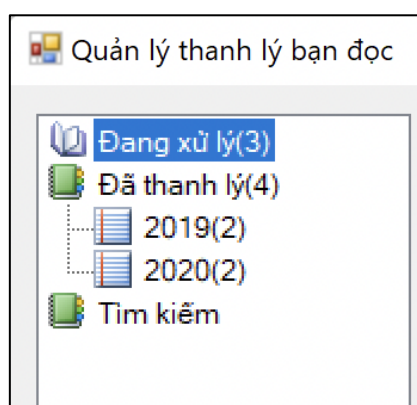 Quản lý thanh lý bạn đọc
Đang xử lý(3)
Đã thanh lý(4)
2019(2)
2020(2)
Tìm kiếm